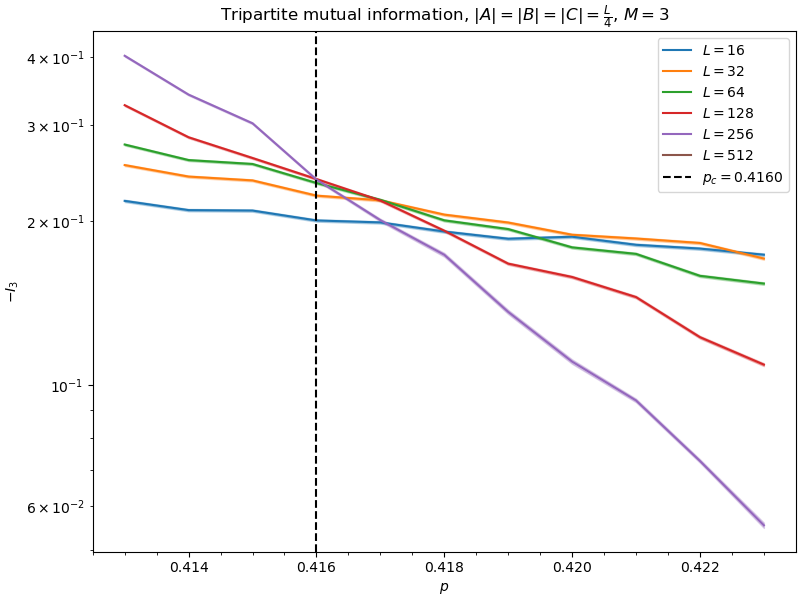 Tripartite mutual information, |A| = |B| = |C| = L/4, M = 3
−I₃
4 × 10⁻¹
3 × 10⁻¹
2 × 10⁻¹
10⁻¹
6 × 10⁻²
L = 16
L = 32
L = 64
L = 128
L = 256
L = 512
p_c = 0.4160
0.414 0.416 0.418 0.420 0.422
p